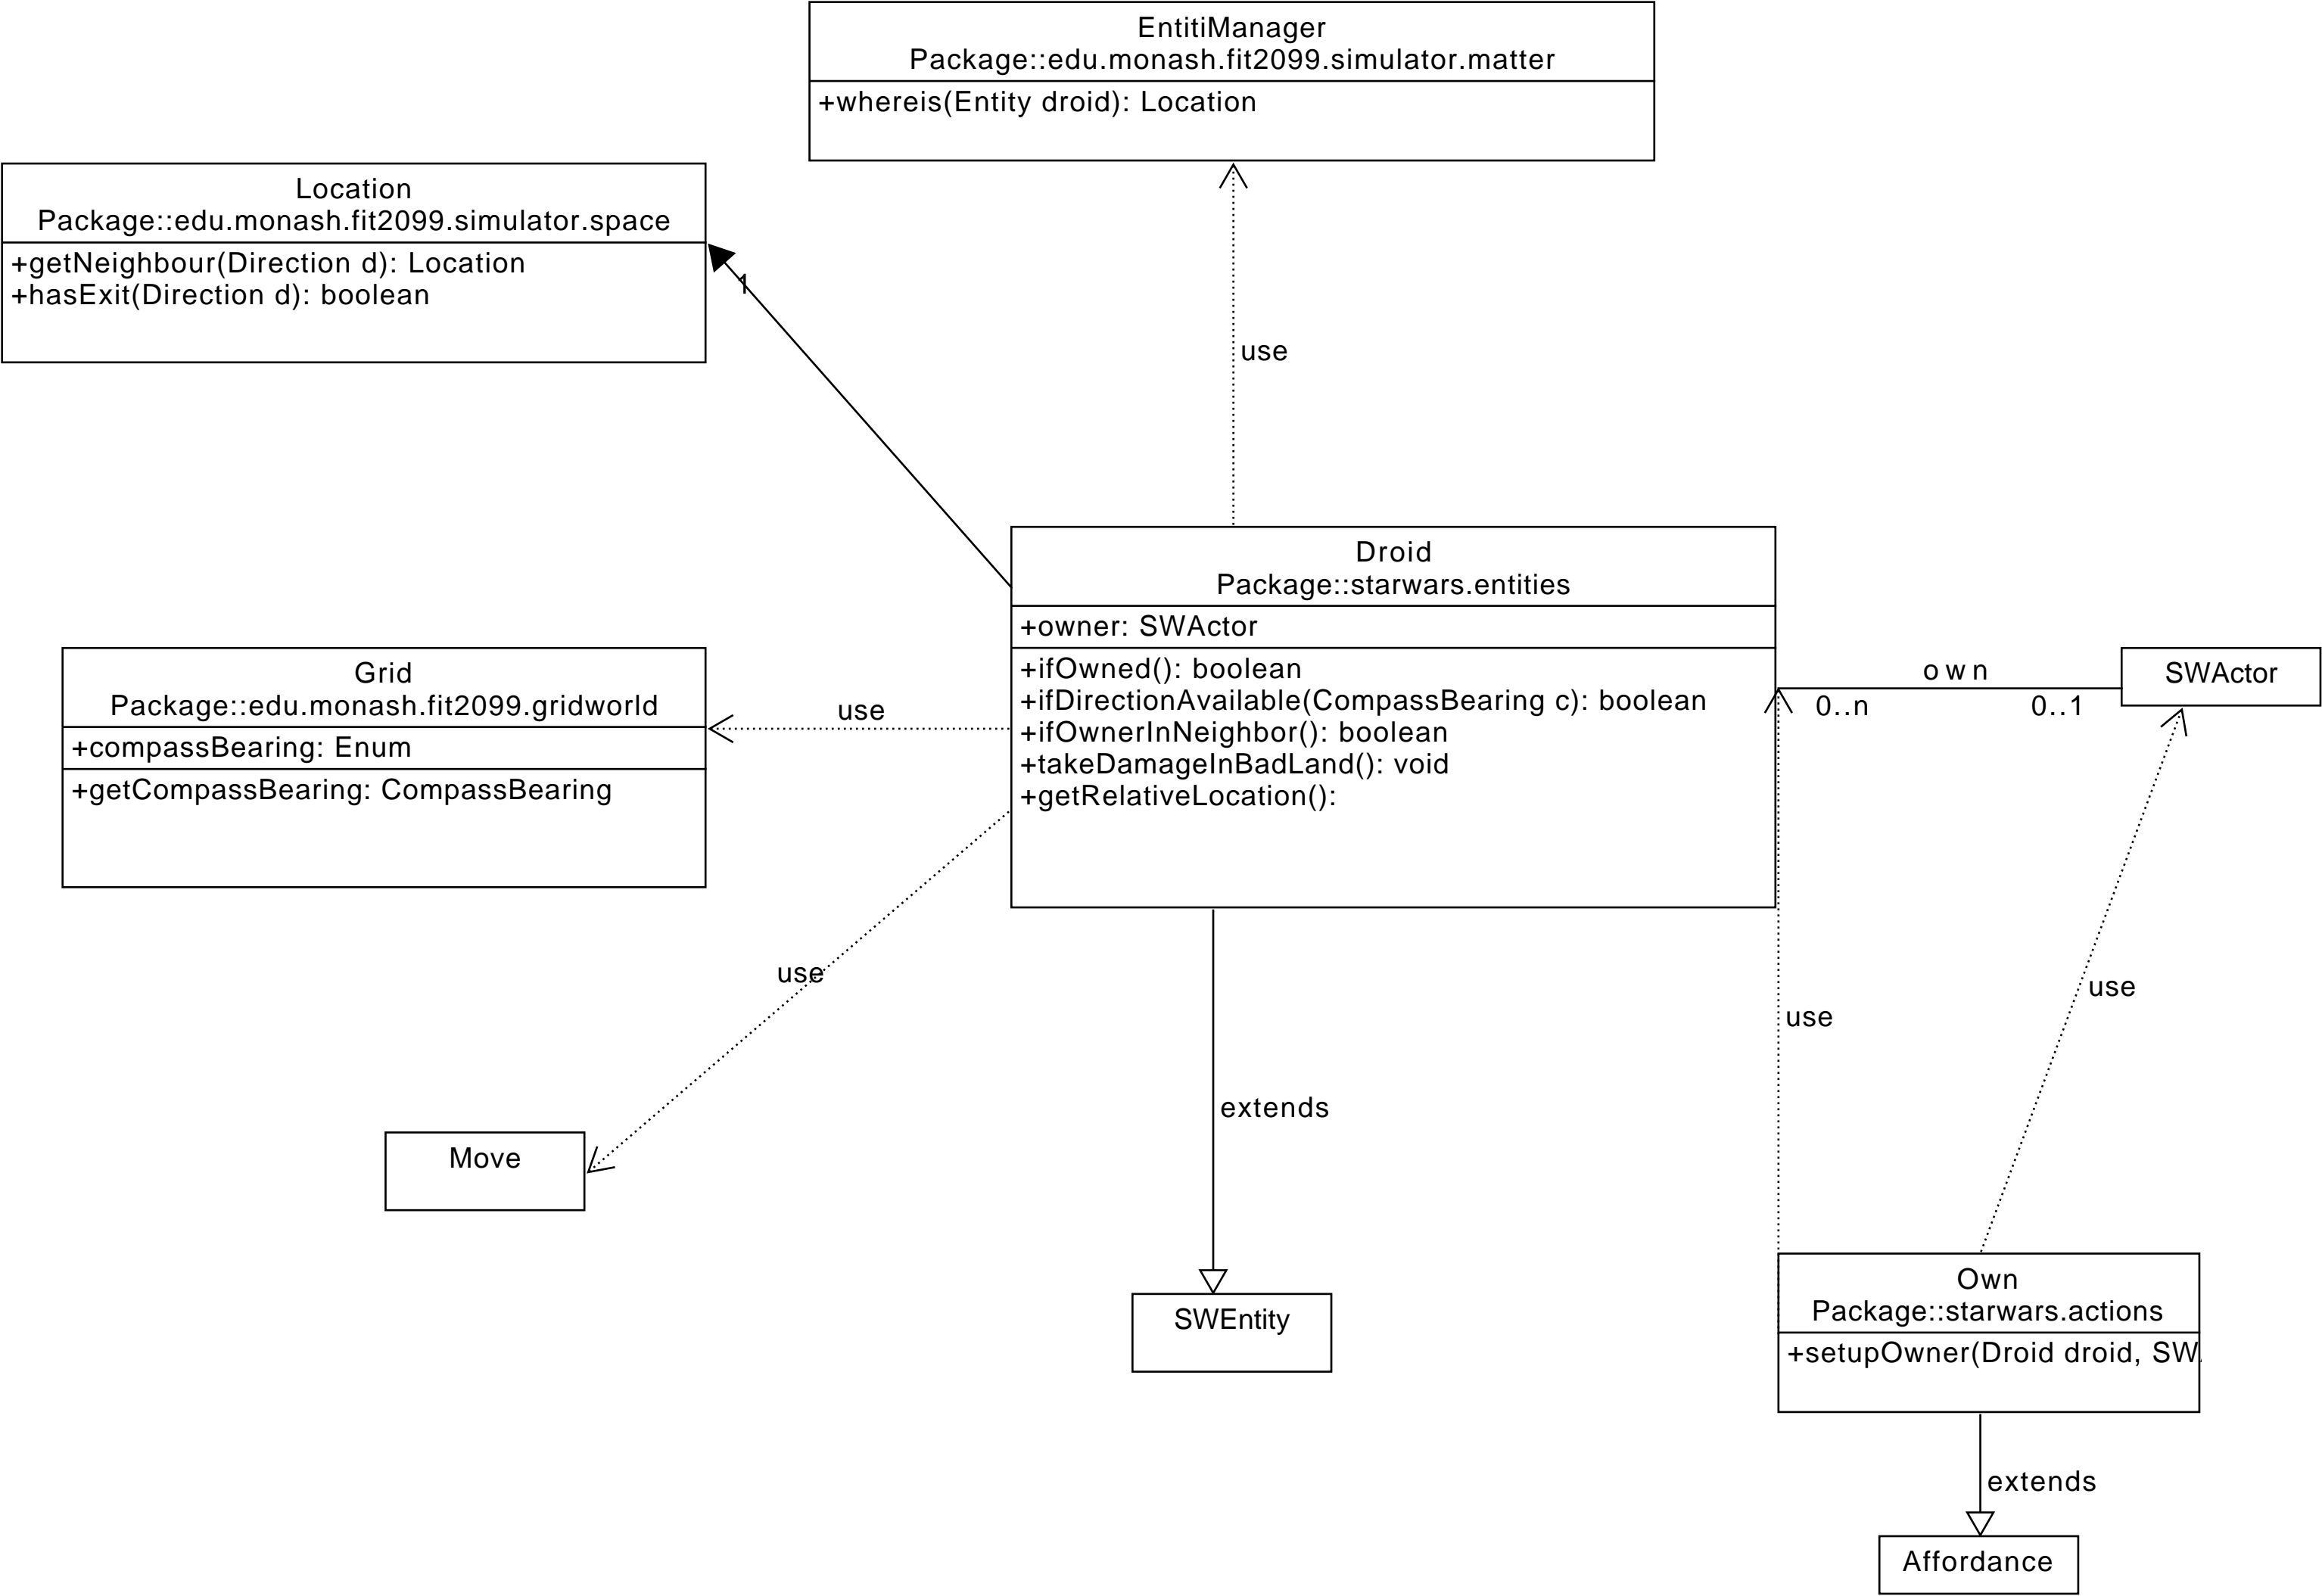 EntitiManager
Package::edu.monash.fit2099.simulator.matter
+whereis(Entity droid): Location
Location
Package::edu.monash.fit2099.simulator.space
+getNeighbour(Direction d): Location
+hasExit(Direction d): boolean
1
use
Droid
Package::starwars.entities
+owner: SWActor
+ifOwned(): boolean
+ifDirectionAvailable(CompassBearing c): boolean
+ifOwnerInNeighbor(): boolean
+takeDamageInBadLand(): void
+getRelativeLocation():
Grid
Package::edu.monash.fit2099.gridworld
+compassBearing: Enum
+getCompassBearing: CompassBearing
use
own
0..n
0..1
SWActor
use
use
use
extends
Move
SWEntity
Own
Package::starwars.actions
+setupOwner(Droid droid, SW
extends
Affordance